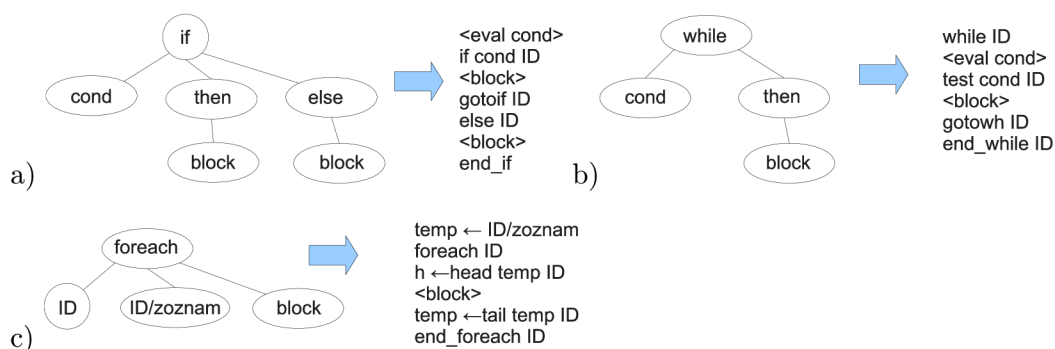 if
cond
then
else
block
block
<eval cond>
if cond ID
<block>
gotoif ID
else ID
<block>
end_if
a)
while
cond
then
block
while ID
<eval cond>
test cond ID
<block>
gotowh ID
end_while ID
b)
foreach
ID
ID/zoznam
block
temp ← ID/zoznam
foreach ID
h ←head temp ID
<block>
temp ←tail temp ID
end_foreach ID
c)